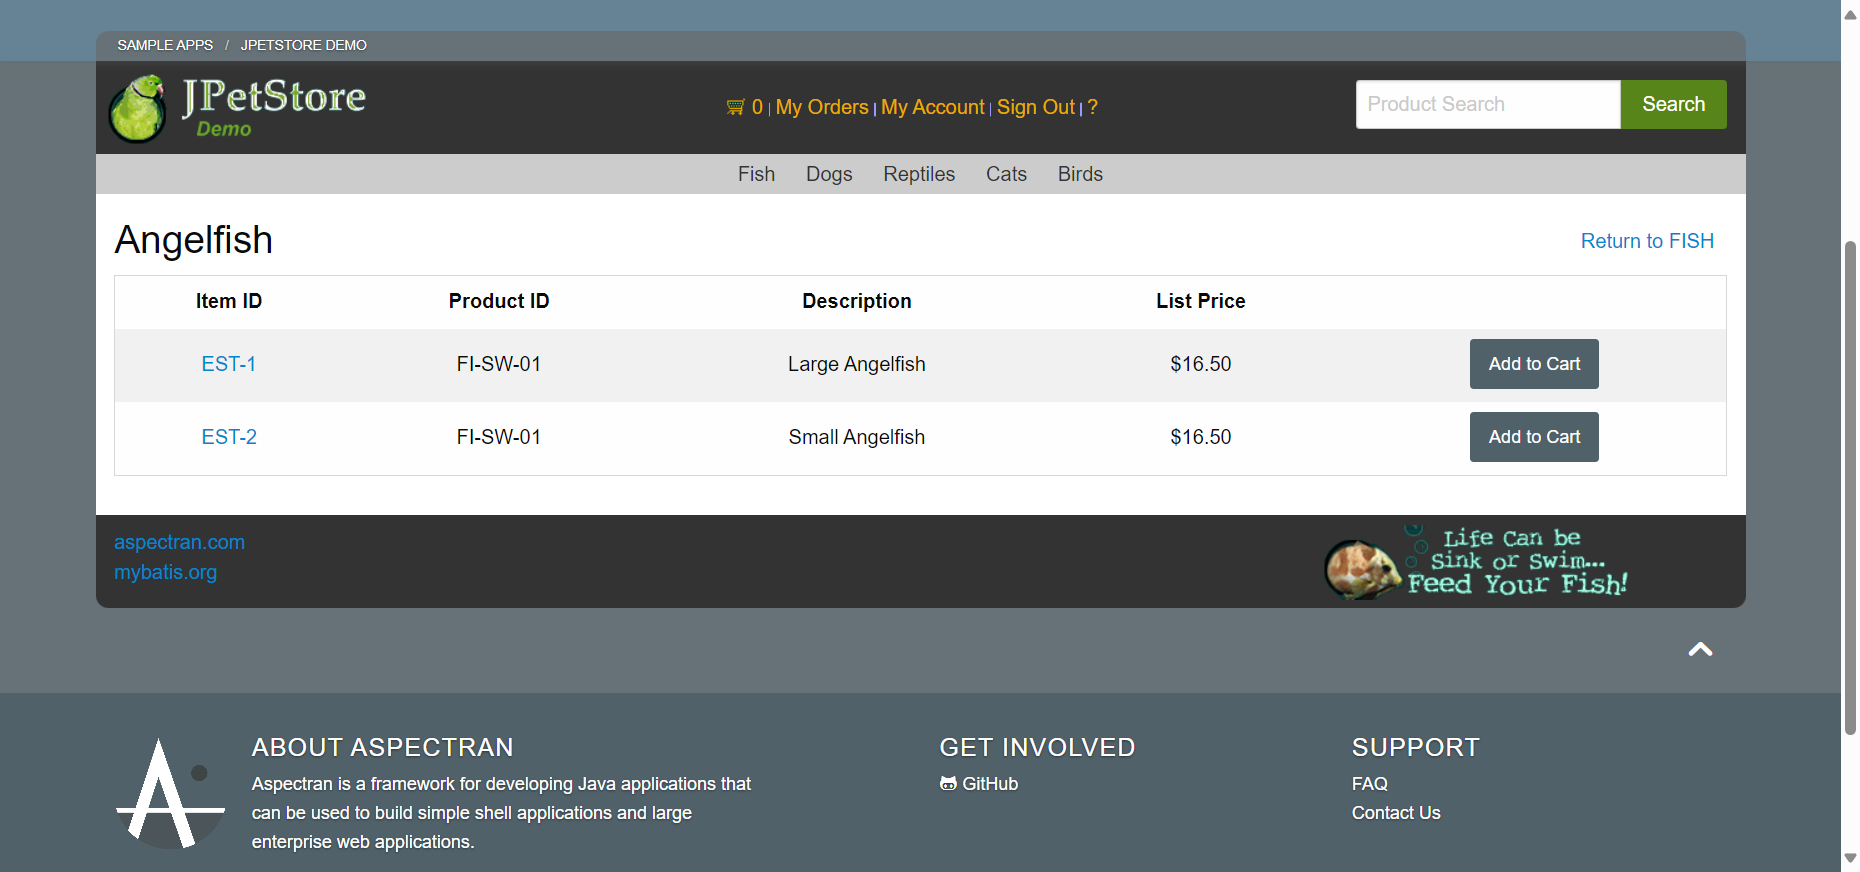 SAMPLE APPS / JPETSTORE DEMO
JPetStore
Demo
0 | My Orders | My Account | Sign Out | ?
Product Search
Search
Fish Dogs Reptiles Cats Birds
Angelfish
Return to FISH
Item ID Product ID Description List Price
EST-1 FI-SW-01 Large Angelfish $16.50 Add to Cart
EST-2 FI-SW-01 Small Angelfish $16.50 Add to Cart
aspectran.com
mybatis.org
Life Can be
Sink or Swim...
Feed Your Fish!
ABOUT ASPECTRAN
Aspectran is a framework for developing Java applications that
can be used to build simple shell applications and large
enterprise web applications.
GET INVOLVED
GitHub
SUPPORT
FAQ
Contact Us